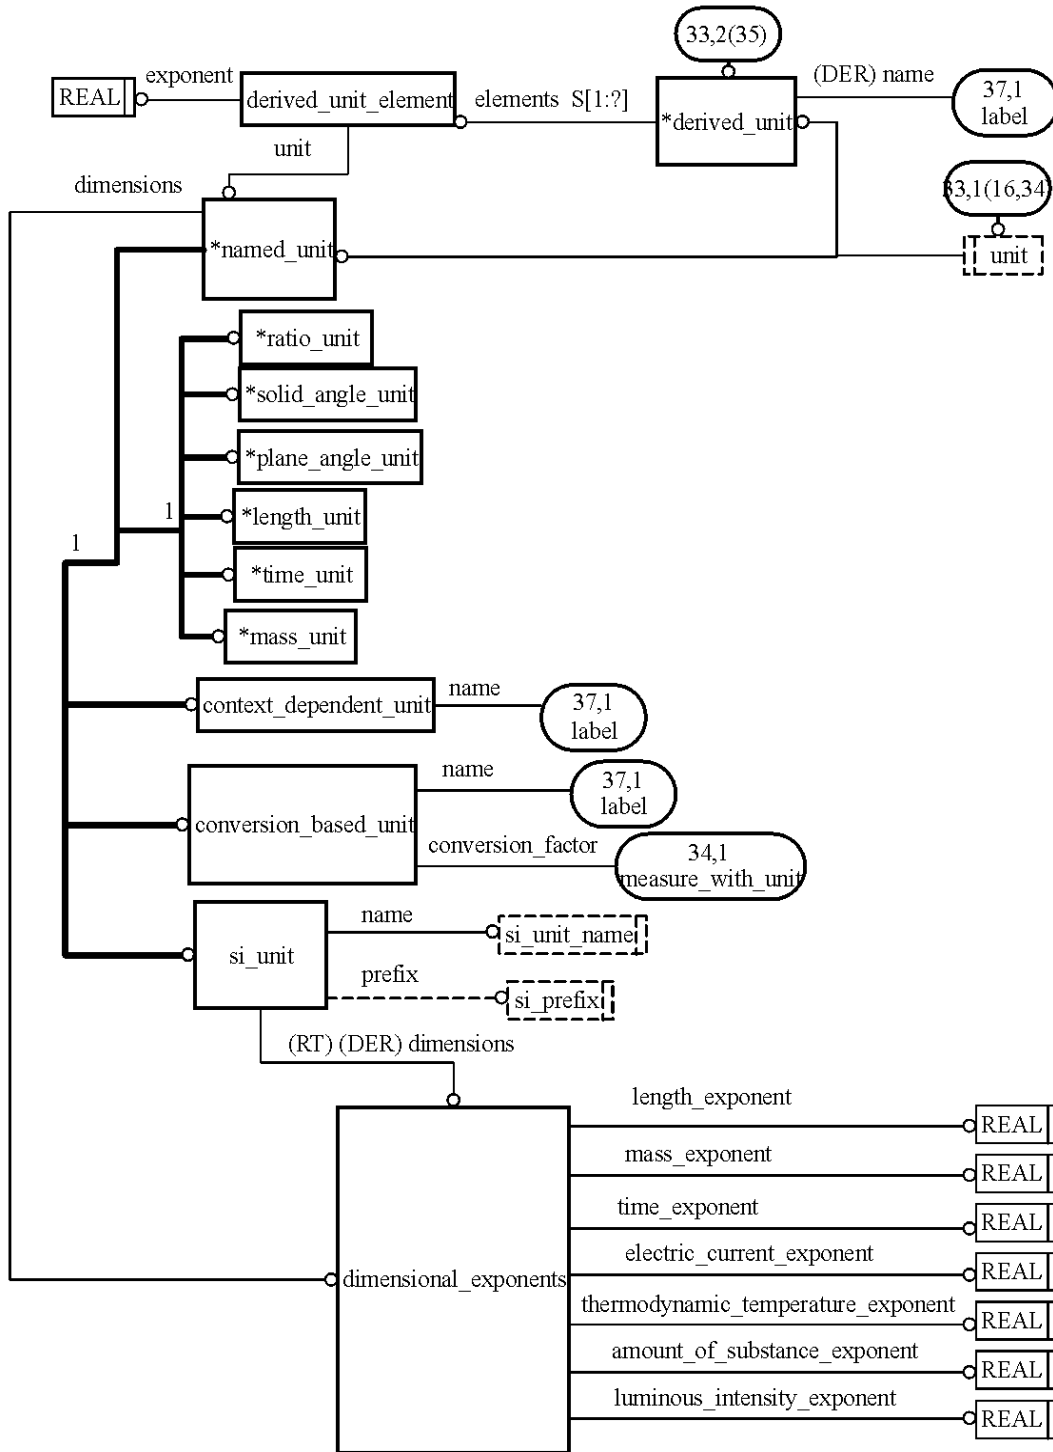 33,2(35)
exponent
(DER) name
REAL
derived_unit_element
elements S[1:?]
*derived_unit
37,1
label
unit
dimensions
33,1(16,34)
*named_unit
unit
*ratio_unit
*solid_angle_unit
*plane_angle_unit
1
*length_unit
1
*time_unit
*mass_unit
context_dependent_unit
name
37,1
label
name
37,1
label
conversion_based_unit
conversion_factor
34,1
measure_with_unit
name
si_unit_name
si_unit
prefix
si_prefix
(RT) (DER) dimensions
length_exponent
REAL
mass_exponent
REAL
time_exponent
REAL
electric_current_exponent
REAL
dimensional_exponents
thermodynamic_temperature_exponent
REAL
amount_of_substance_exponent
REAL
luminous_intensity_exponent
REAL